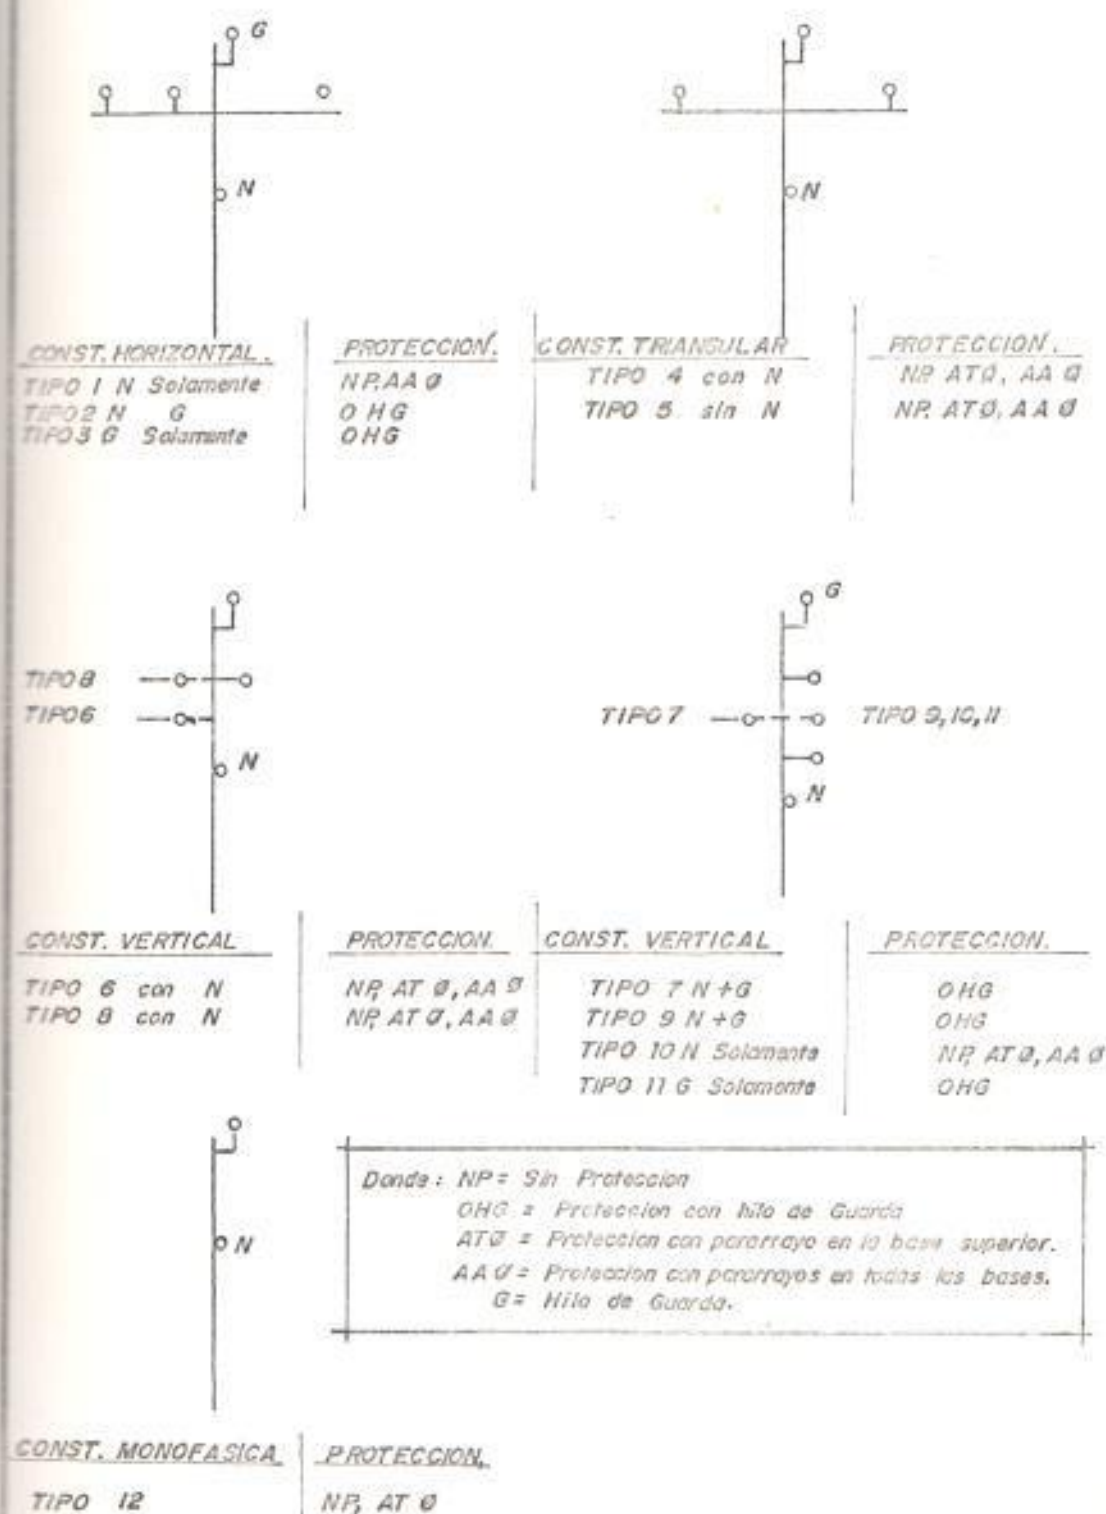 G
N
N
CONST. HORIZONTAL.
TIPO 1 N Solamente
TIPO 2 N G
TIPO 3 G Solamente
PROTECCION.
NP. AA Ø
OHG
OHG
CONST. TRIANGULAR
TIPO 4 con N
TIPO 5 sin N
PROTECCION.
NP. ATØ, AA Ø
NP. ATØ, AA Ø
TIPO 8
TIPO 6
N
G
TIPO 7
TIPO 9, 10, 11
N
CONST. VERTICAL
TIPO 6 con N
TIPO 8 con N
PROTECCION.
NP, AT Ø, AA Ø
NP, AT Ø, AA Ø
CONST. VERTICAL
TIPO 7 N + G
TIPO 9 N + G
TIPO 10 N Solamente
TIPO 11 G Solamente
PROTECCION.
OHG
OHG
NP, AT Ø, AA Ø
OHG
N
Donde: NP = Sin Proteccion
OHG = Proteccion con hilo de Guarda
ATØ = Proteccion con pararrayo en la base superior.
AA Ø = Proteccion con pararrayos en todas las bases.
G = Hilo de Guarda.
CONST. MONOFASICA
TIPO 12
PROTECCION.
NP, AT Ø